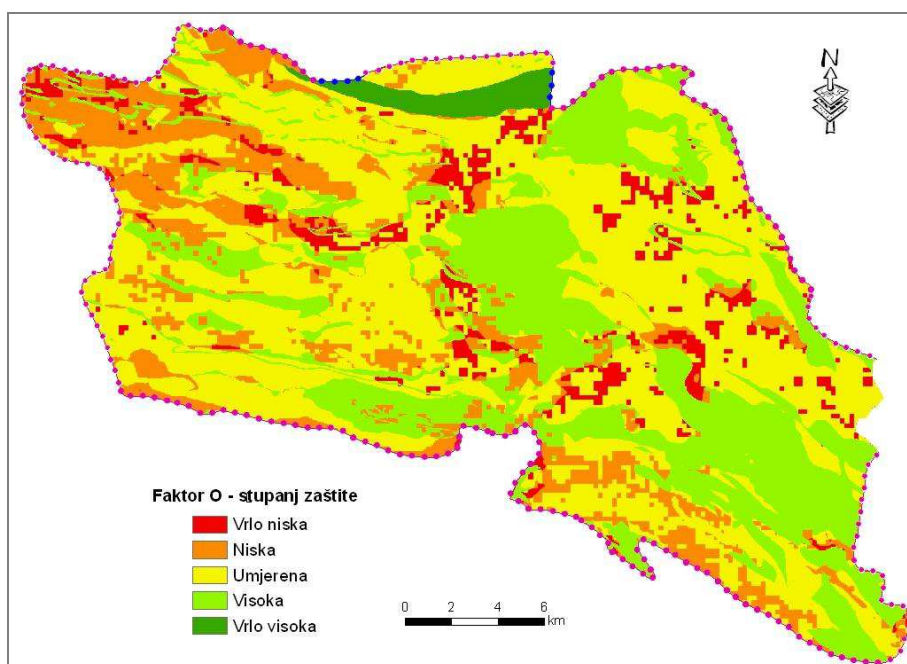 N
Faktor O - stupanj zaštite
Vrlo niska
Niska
Umjerena
Visoka
Vrlo visoka
0 2 4 6
km